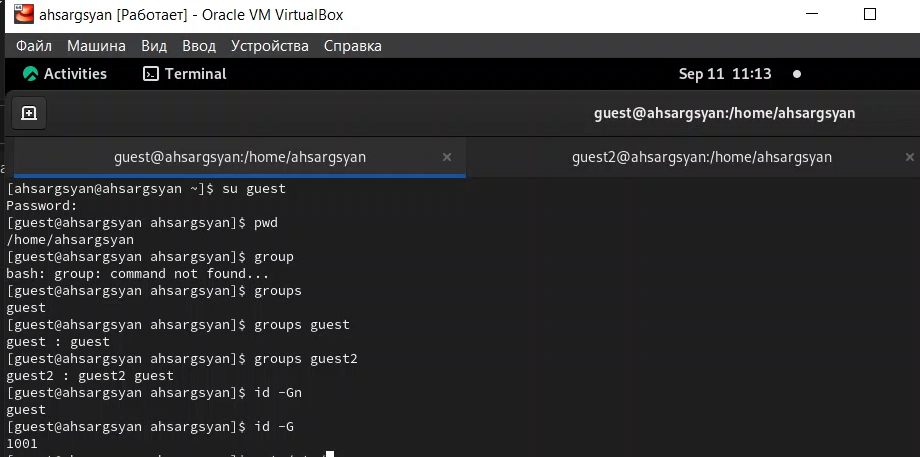 ahsargsyan [Работает] - Oracle VM VirtualBox
Файл Машина Вид Ввод Устройства Справка
Activities Terminal Sep 11 11:13
guest@ahsargsyan:/home/ahsargsyan
guest@ahsargsyan:/home/ahsargsyan × guest2@ahsargsyan:/home/ahsargsyan ×
[ahsargsyan@ahsargsyan ~]$ su guest
Password:
[guest@ahsargsyan ahsargsyan]$ pwd
/home/ahsargsyan
[guest@ahsargsyan ahsargsyan]$ group
bash: group: command not found...
[guest@ahsargsyan ahsargsyan]$ groups
guest
[guest@ahsargsyan ahsargsyan]$ groups guest
guest : guest
[guest@ahsargsyan ahsargsyan]$ groups guest2
guest2 : guest2 guest
[guest@ahsargsyan ahsargsyan]$ id -Gn
guest
[guest@ahsargsyan ahsargsyan]$ id -G
1001